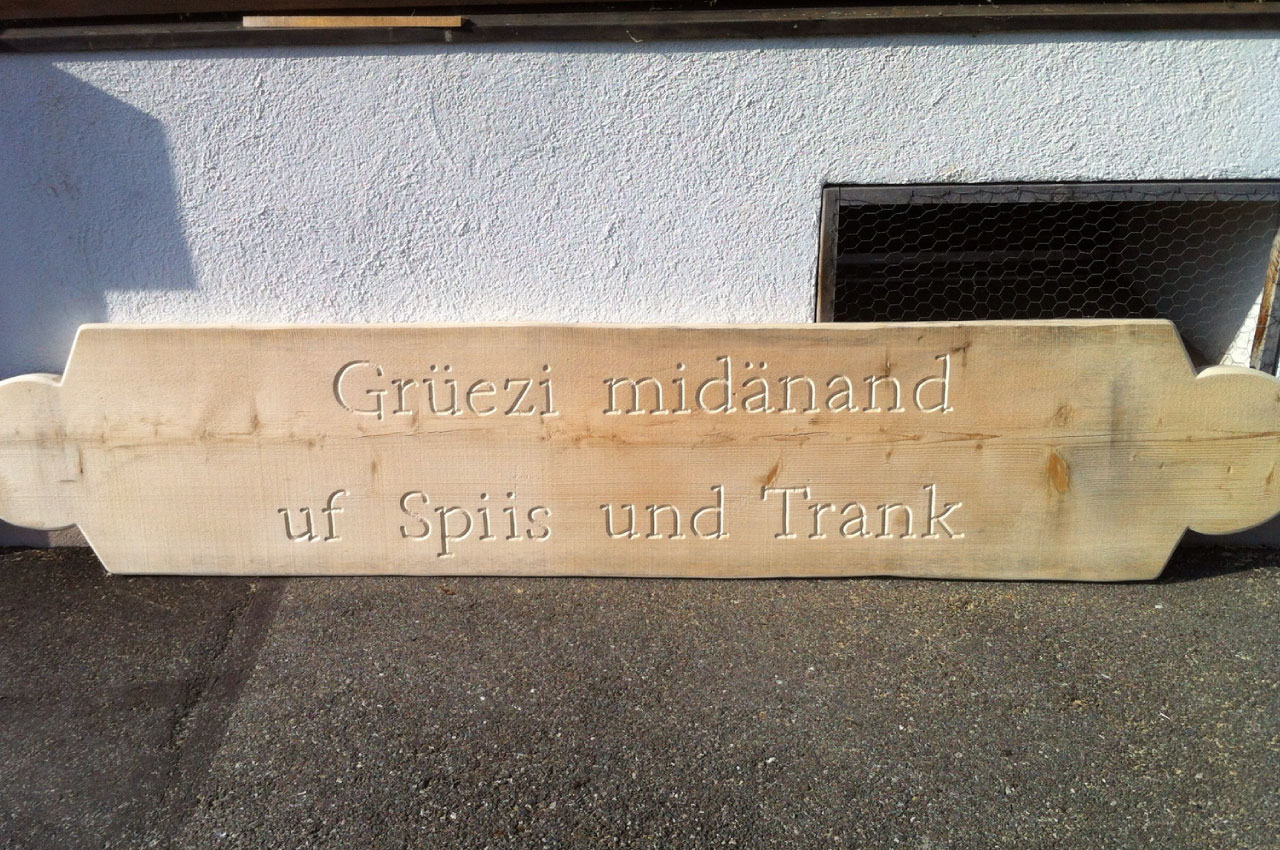 Grüezi midänand
uf Spiis und Trank